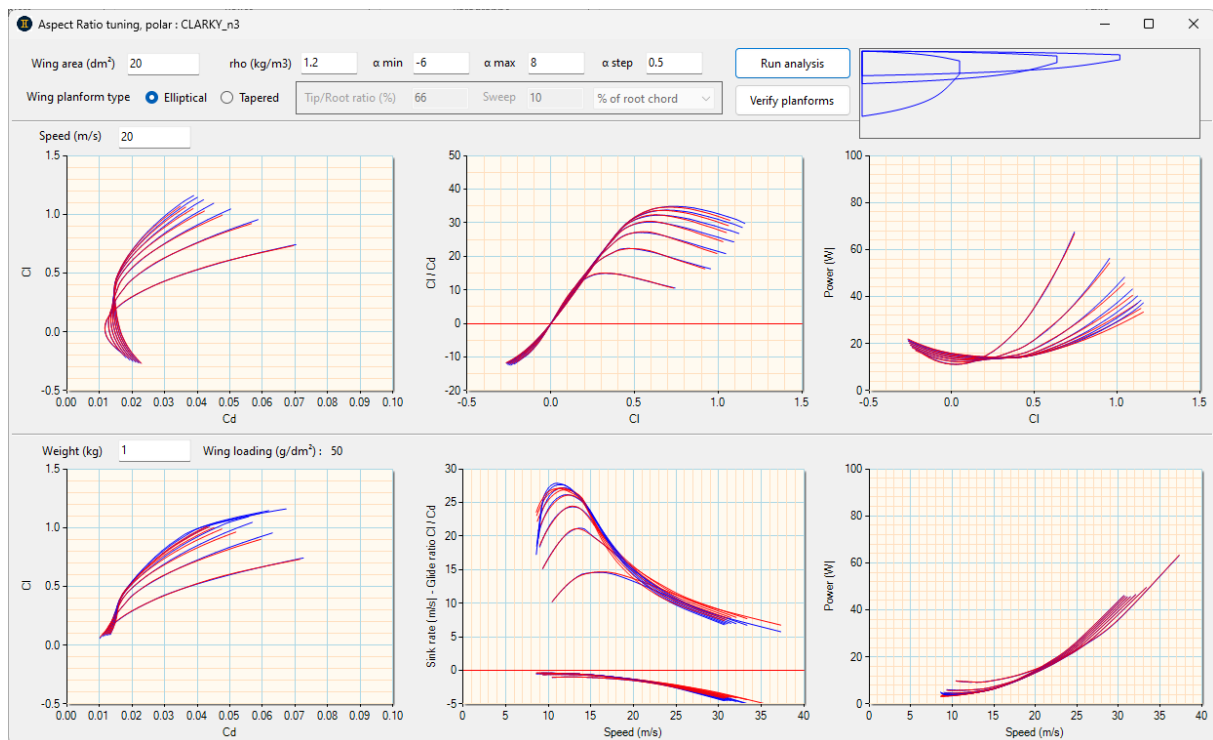 Aspect Ratio tuning, polar : CLARKY_n3
Wing area (dm²) 20 rho (kg/m3) 1.2 α min -6 α max 8 α step 0.5 Run analysis
Wing planform type Elliptical Tapered Tip/Root ratio (%) 66 Sweep 10 % of root chord Verify planforms
Speed (m/s) 20
1.5
1.0
0.5
0.0
-0.5
Cl
0.00 0.01 0.02 0.03 0.04 0.05 0.06 0.07 0.08 0.09 0.10
Cd
50
40
30
20
10
0
-10
-20
Cl / Cd
-0.5 0.0 0.5 1.0 1.5
Cl
100
80
60
40
20
0
Power (W)
-0.5 0.0 0.5 1.0 1.5
Cl
Weight (kg) 1 Wing loading (g/dm²) : 50
1.5
1.0
0.5
0.0
-0.5
Cl
0.00 0.01 0.02 0.03 0.04 0.05 0.06 0.07 0.08 0.09 0.10
Cd
30
25
20
15
10
5
0
-5
Sink rate (m/s) - Glide ratio Cl / Cd
0 5 10 15 20 25 30 35 40
Speed (m/s)
100
80
60
40
20
0
Power (W)
0 5 10 15 20 25 30 35 40
Speed (m/s)